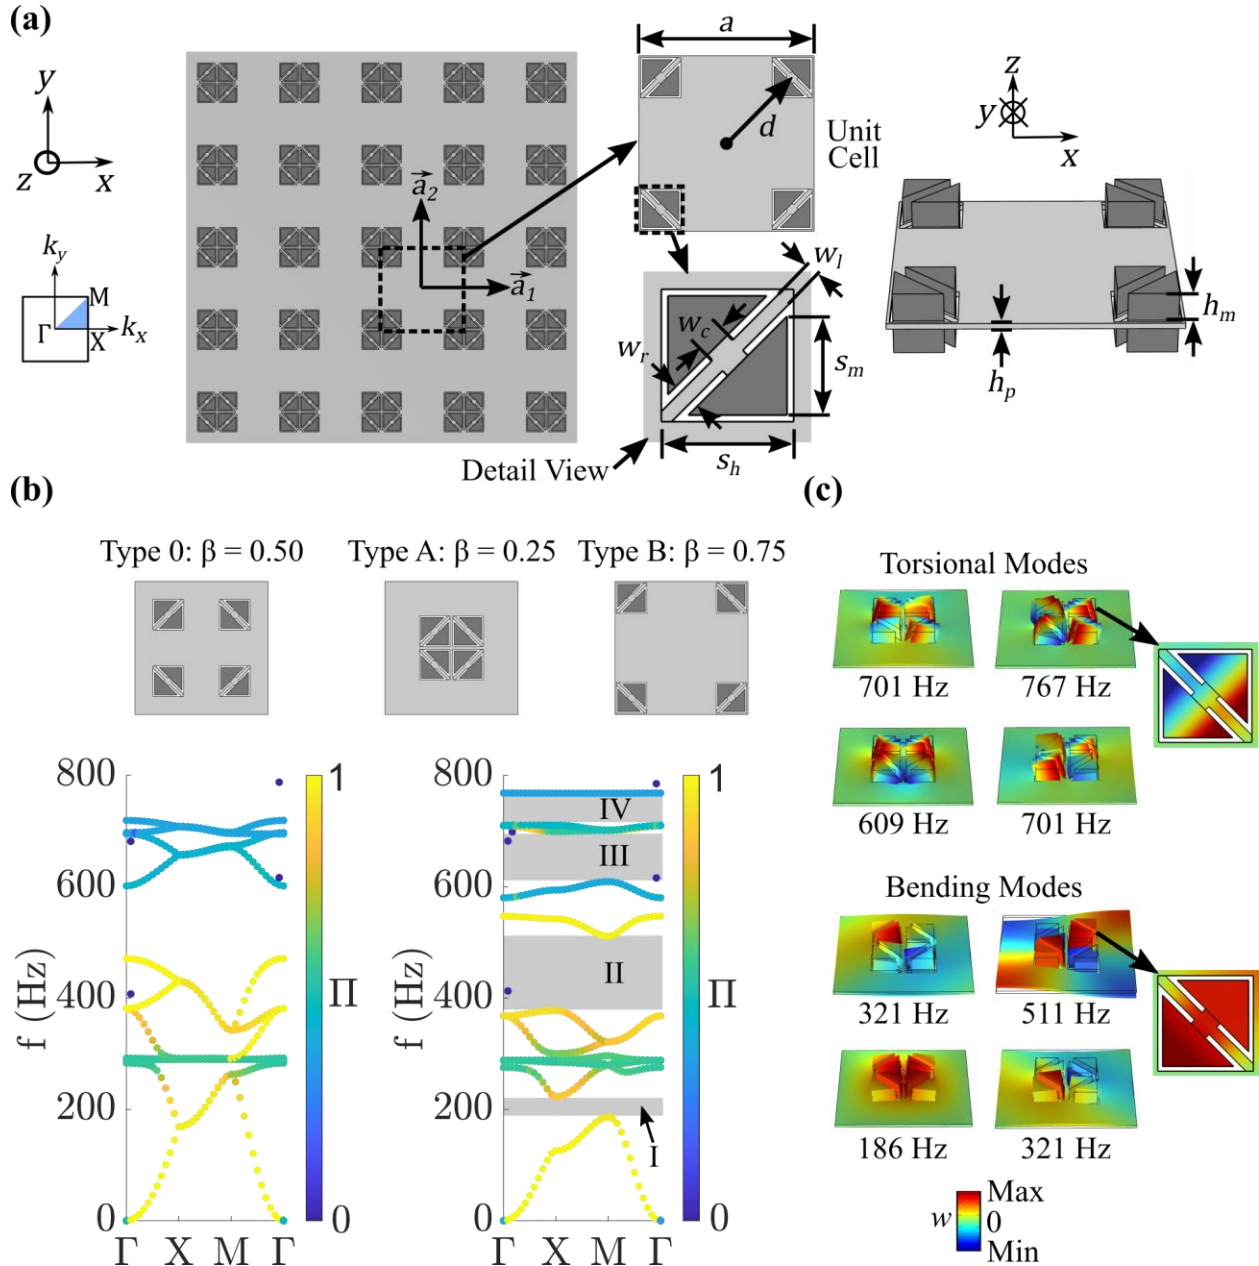 (a)
y
z
x
k_y
M
Γ
X
k_x
a⃗_2
a⃗_1
a
d
Unit
Cell
w_l
w_c
w_r
s_m
s_h
Detail View
z
y
x
h_m
h_p
(b)
Type 0: β = 0.50
Type A: β = 0.25
Type B: β = 0.75
800
600
400
200
0
f (Hz)
Γ X M Γ
1
Π
0
800
600
400
200
0
f (Hz)
IV
III
II
I
Γ X M Γ
1
Π
0
(c)
Torsional Modes
701 Hz
767 Hz
609 Hz
701 Hz
Bending Modes
321 Hz
511 Hz
186 Hz
321 Hz
w
Max
0
Min